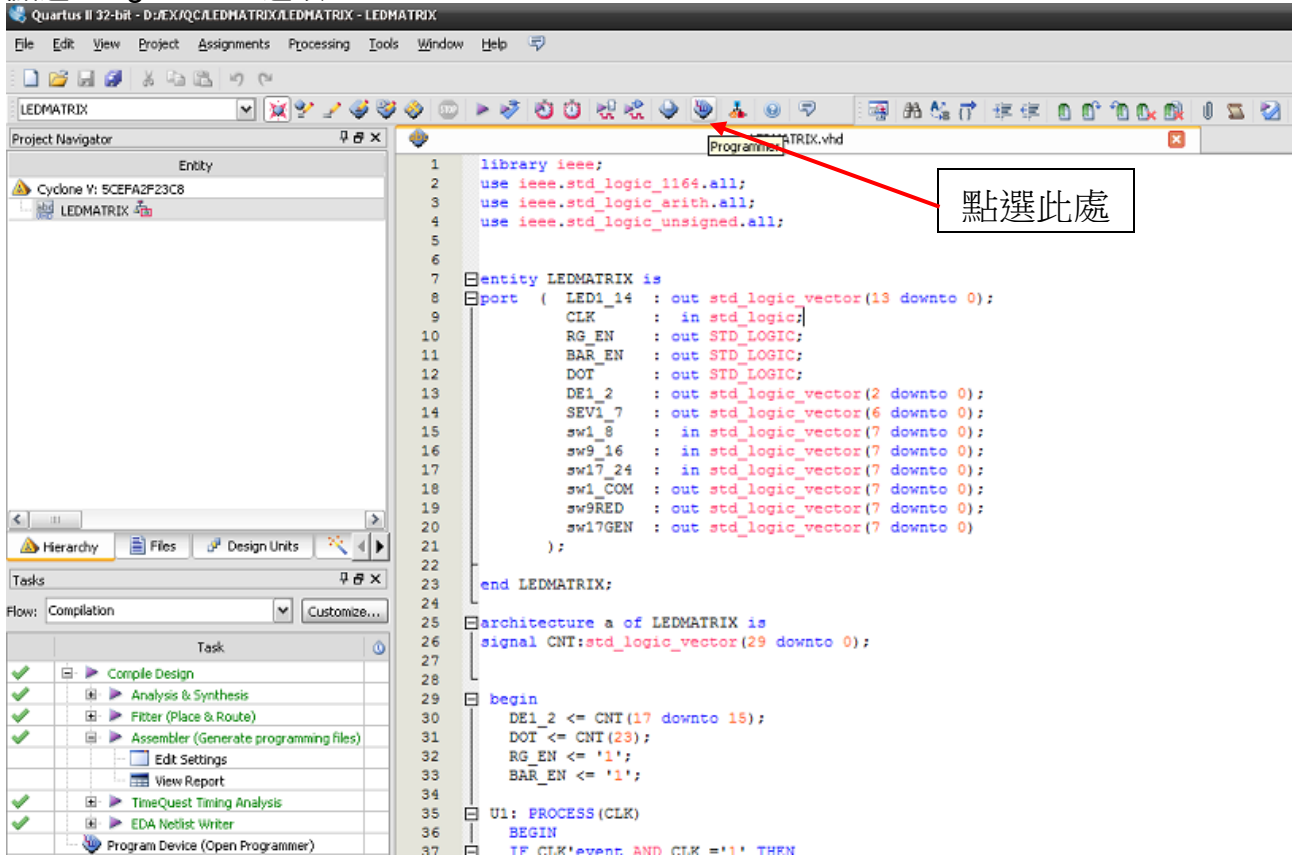 Quartus II 32-bit - D:/EX/QC/LEDMATRIX/LEDMATRIX - LEDMATRIX
File Edit View Project Assignments Processing Tools Window Help
LEDMATRIX
Project Navigator
LEDMATRIX.vhd
Programmer
Entity
Cyclone V: 5CEFA2F23C8
LEDMATRIX
點選此處
1 library ieee;
2 use ieee.std_logic_1164.all;
3 use ieee.std_logic_arith.all;
4 use ieee.std_logic_unsigned.all;
5
6
7 entity LEDMATRIX is
8 port ( LED1_14 : out std_logic_vector(13 downto 0);
9 CLK : in std_logic;
10 RG_EN : out STD_LOGIC;
11 BAR_EN : out STD_LOGIC;
12 DOT : out STD_LOGIC;
13 DE1_2 : out std_logic_vector(2 downto 0);
14 SEV1_7 : out std_logic_vector(6 downto 0);
15 sw1_8 : in std_logic_vector(7 downto 0);
16 sw9_16 : in std_logic_vector(7 downto 0);
17 sw17_24 : in std_logic_vector(7 downto 0);
18 sw1_COM : out std_logic_vector(7 downto 0);
19 sw9RED : out std_logic_vector(7 downto 0);
20 sw17GEN : out std_logic_vector(7 downto 0)
21 );
22
23 end LEDMATRIX;
24
25 architecture a of LEDMATRIX is
26 signal CNT:std_logic_vector(29 downto 0);
27
28
29 begin
30 DE1_2 <= CNT(17 downto 15);
31 DOT <= CNT(23);
32 RG_EN <= '1';
33 BAR_EN <= '1';
34
35 U1: PROCESS(CLK)
36 BEGIN
37 IF CLK'event AND CLK ='1' THEN
Hierarchy Files Design Units
Tasks
Flow: Compilation Customize...
Task
Compile Design
Analysis & Synthesis
Fitter (Place & Route)
Assembler (Generate programming files)
Edit Settings
View Report
TimeQuest Timing Analysis
EDA Netlist Writer
Program Device (Open Programmer)